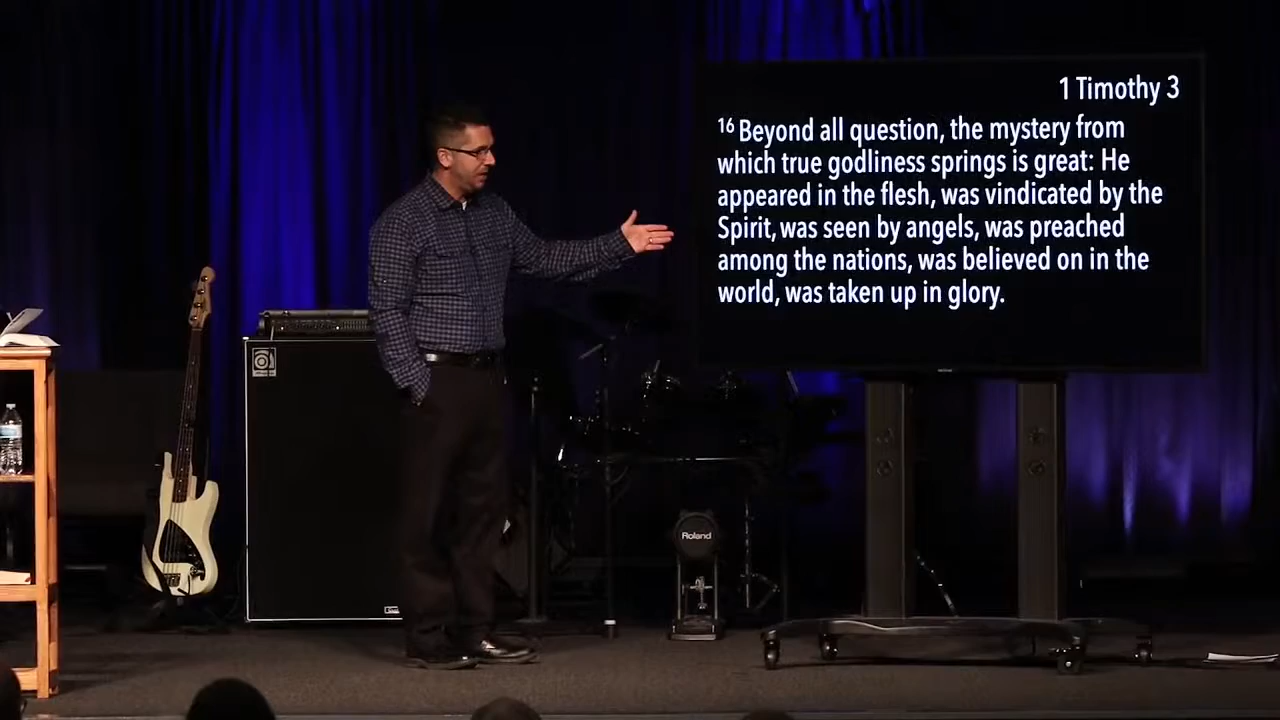 1 Timothy 3
16 Beyond all question, the mystery from
which true godliness springs is great: He
appeared in the flesh, was vindicated by the
Spirit, was seen by angels, was preached
among the nations, was believed on in the
world, was taken up in glory.
Roland